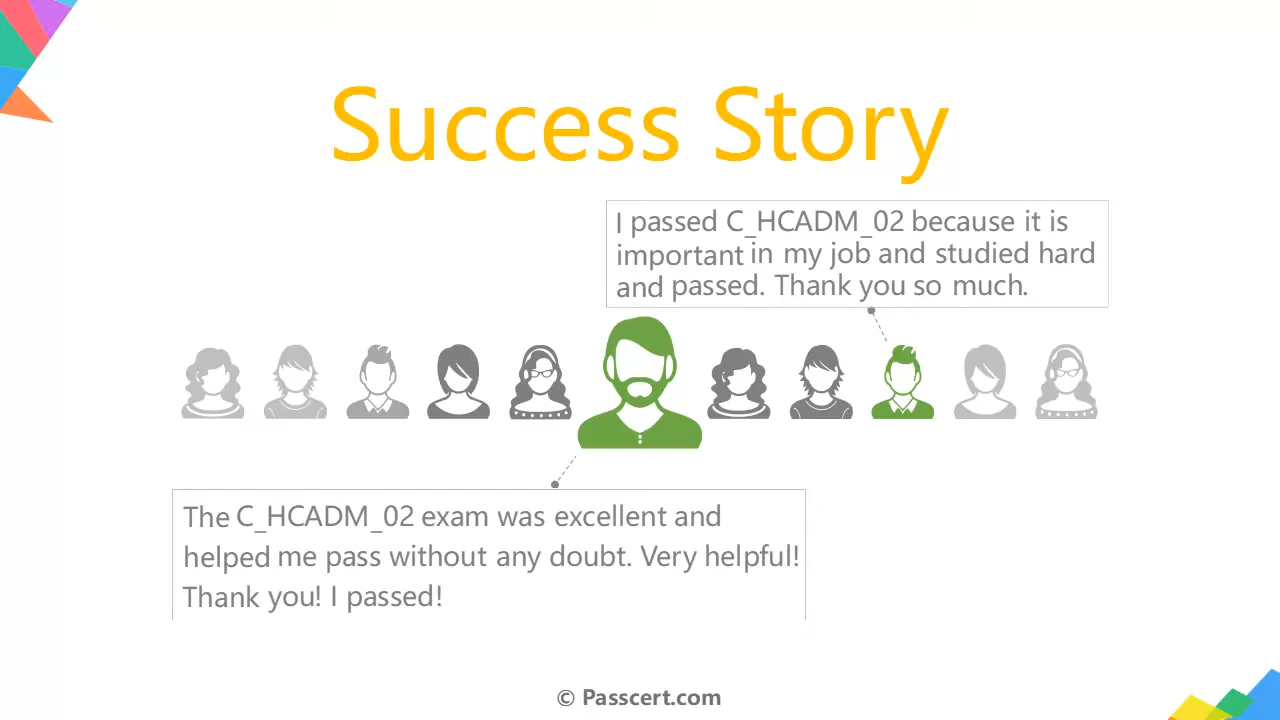 Success Story
I passed C_HCADM_02 because it is
important in my job and studied hard
and passed. Thank you so much.
The C_HCADM_02 exam was excellent and
helped me pass without any doubt. Very helpful!
Thank you! I passed!
© Passcert.com